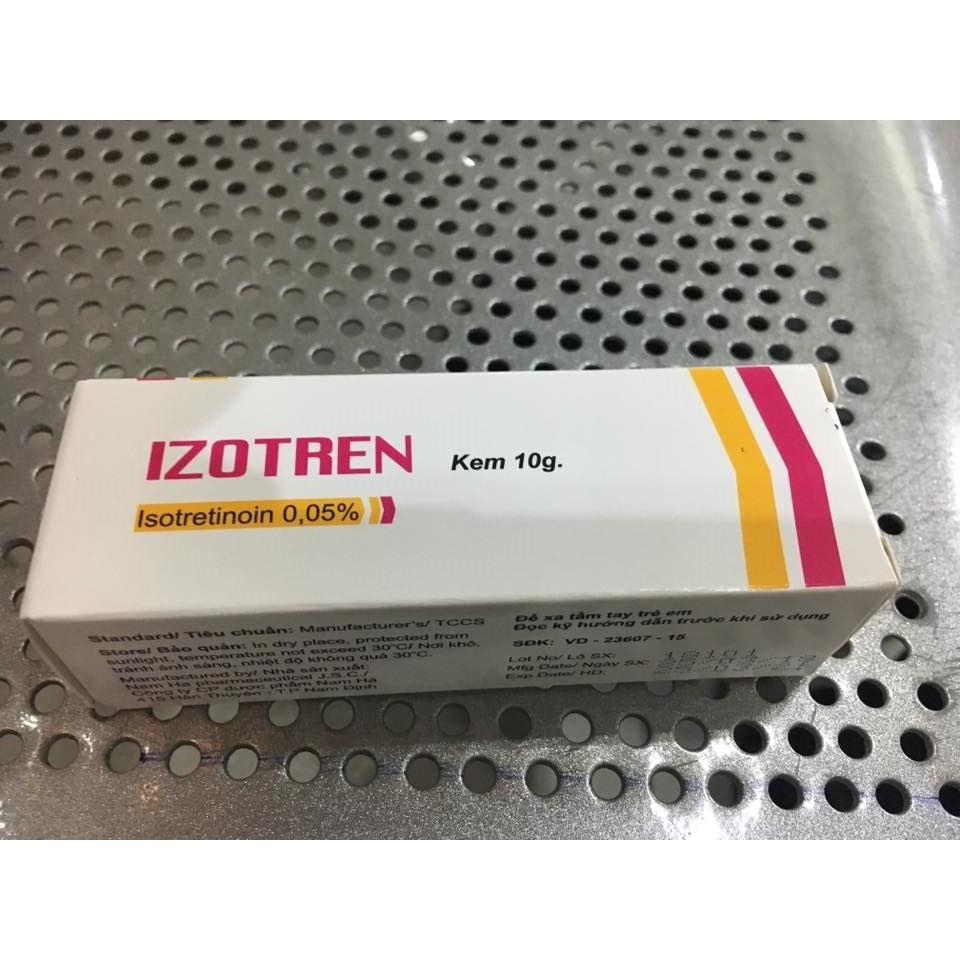 IZOTREN
Kem 10g.
Isotretinoin 0,05%
Standard/ Tiêu chuẩn: Manufacturer's/ TCCS
Store/ Bảo quản: In dry place, protected from
sunlight, temperature not exceed 30°C/ Nơi khô,
tránh ánh sáng, nhiệt độ không quá 30°C.
Manufactured by/ Nhà sản xuất:
Nam Ha pharmaceutical J.S.C./
Công ty CP dược phẩm Nam Hà
415 Hàn Thuyên - TP Nam Định
Để xa tầm tay trẻ em
Đọc kỹ hướng dẫn trước khi sử dụng
SĐK: VD - 23607 - 15
Lot No/ Lô SX:
Mfg Date/ Ngày SX:
Exp Date/ HD: